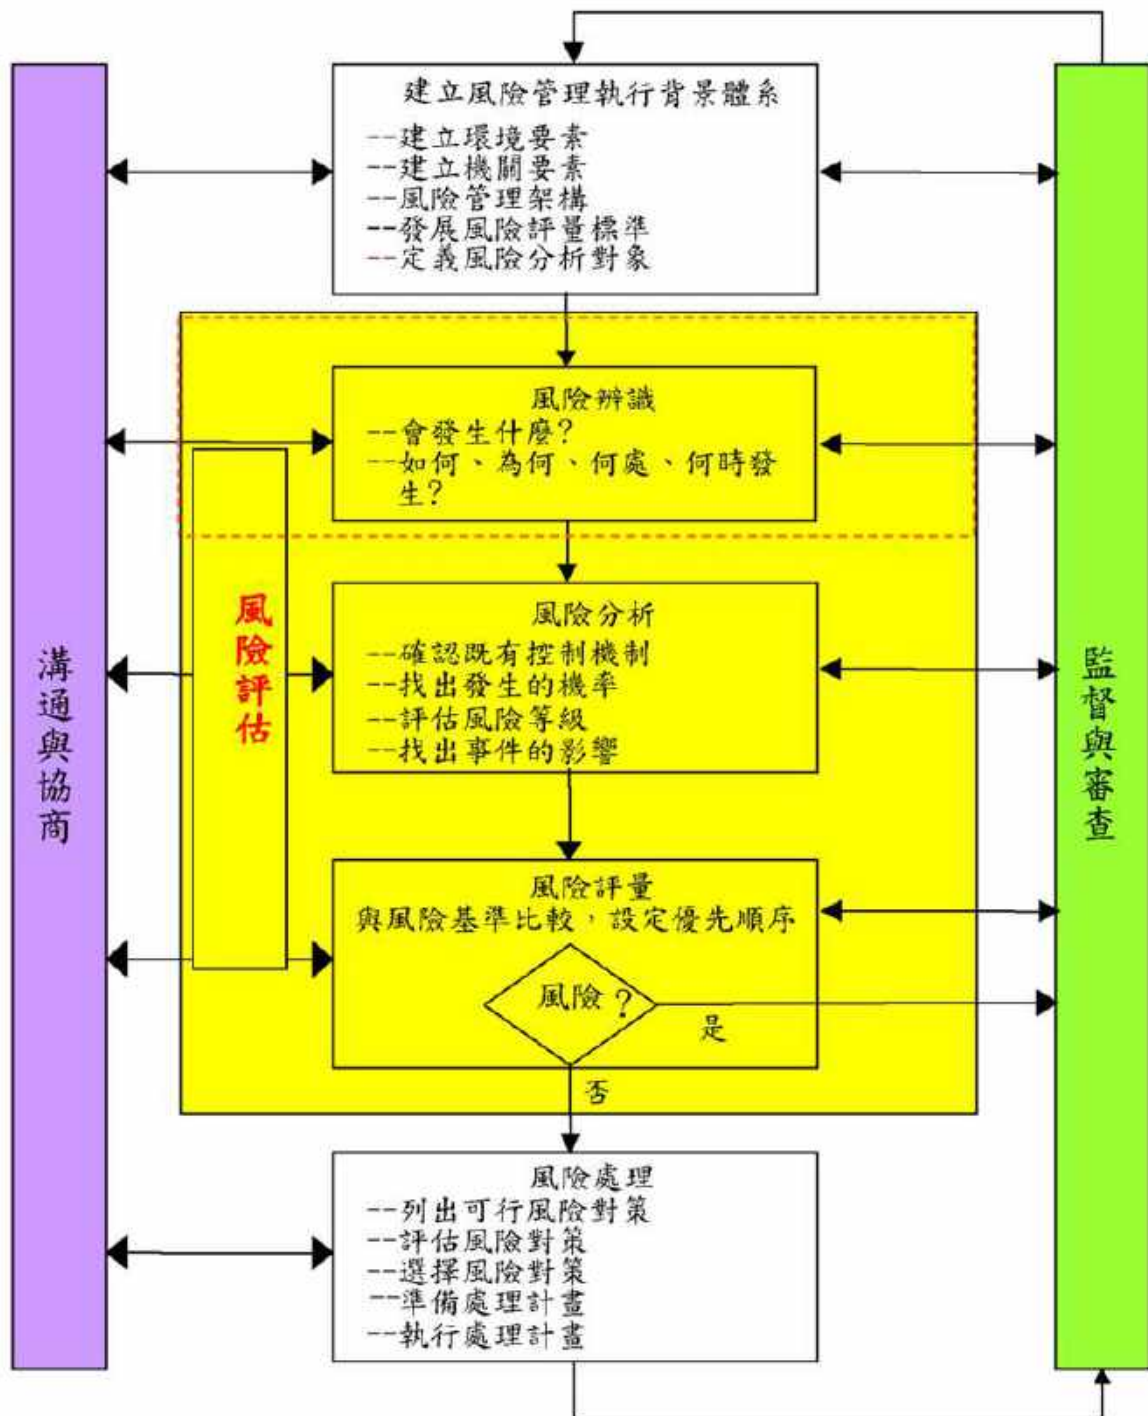 建立風險管理執行背景體系
--建立環境要素
--建立機關要素
--風險管理架構
--發展風險評量標準
--定義風險分析對象
風險辨識
--會發生什麼?
--如何、為何、何處、何時發
生?
風險評估
風險分析
--確認既有控制機制
--找出發生的機率
--評估風險等級
--找出事件的影響
溝通與協商
監督與審查
風險評量
與風險基準比較，設定優先順序
風險?
是
否
風險處理
--列出可行風險對策
--評估風險對策
--選擇風險對策
--準備處理計畫
--執行處理計畫